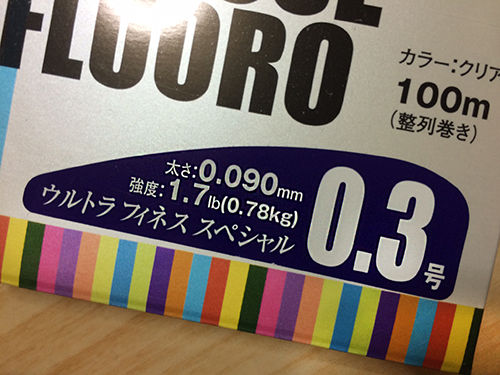 FLUORO
カラー:クリア
100m
(整列巻き)
太さ:0.090mm
強度:1.7lb(0.78kg)
ウルトラ フィネス スペシャル
0.3号